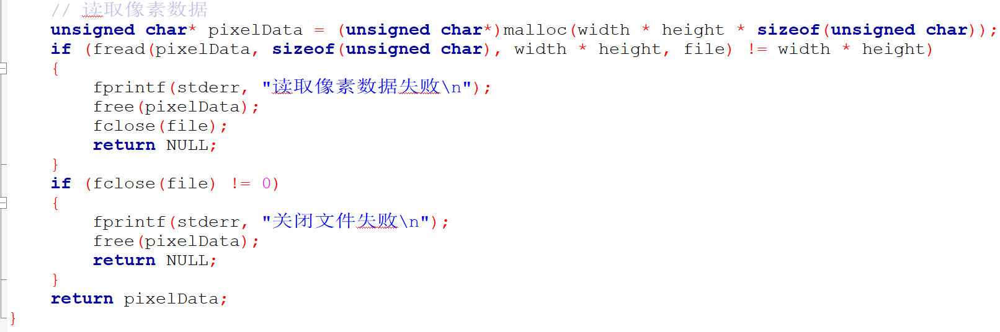 // 读取像素数据
unsigned char* pixelData = (unsigned char*)malloc(width * height * sizeof(unsigned char));
if (fread(pixelData, sizeof(unsigned char), width * height, file) != width * height)
{
fprintf(stderr, "读取像素数据失败\n");
free(pixelData);
fclose(file);
return NULL;
}
if (fclose(file) != 0)
{
fprintf(stderr, "关闭文件失败\n");
free(pixelData);
return NULL;
}
return pixelData;
}